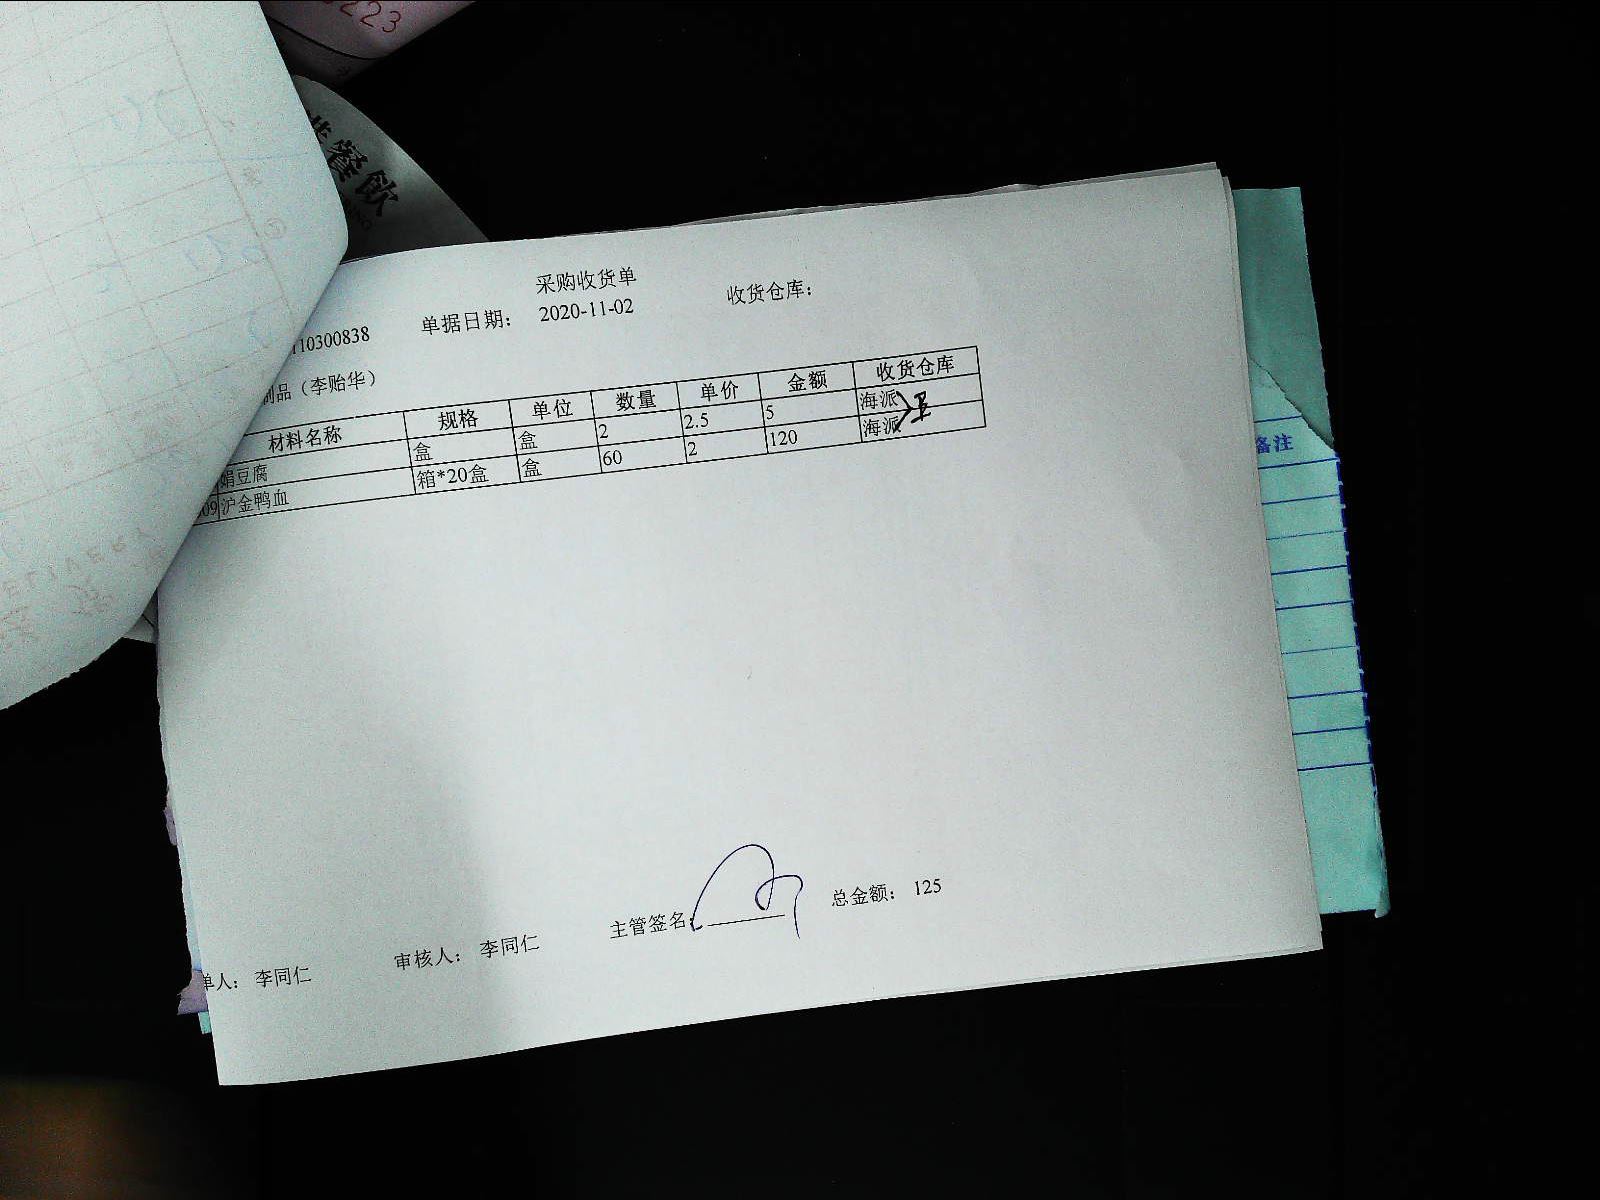 223
餐飲
采购收货单
110300838 单据日期： 2020-11-02 收货仓库：
制品（李贻华）
材料名称 规格 单位 数量 单价 金额 收货仓库
绢豆腐 盒 盒 2 2.5 5 海派
09 沪金鸭血 箱*20盒 盒 60 2 120 海派
备注
单人： 李同仁 审核人： 李同仁 主管签名： 总金额： 125